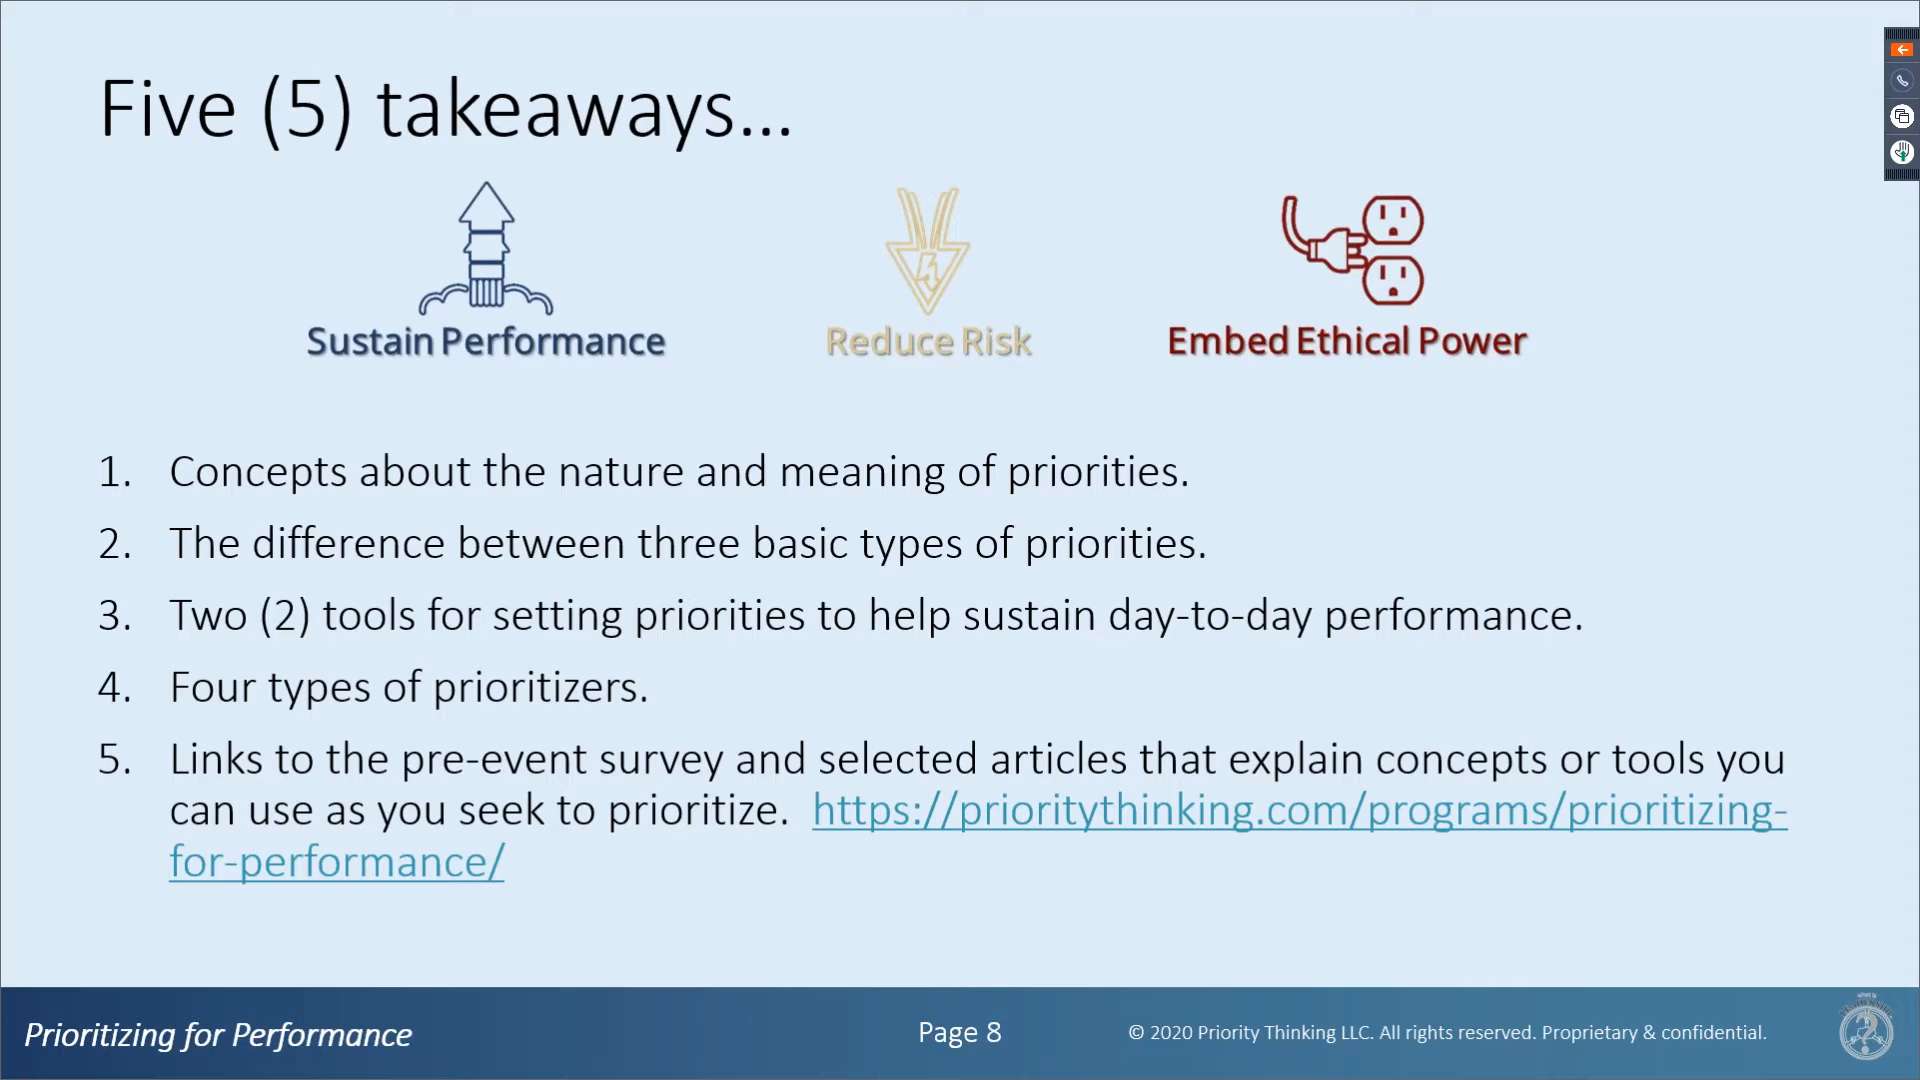 Five (5) takeaways...
Sustain Performance
Reduce Risk
Embed Ethical Power
1. Concepts about the nature and meaning of priorities.
2. The difference between three basic types of priorities.
3. Two (2) tools for setting priorities to help sustain day-to-day performance.
4. Four types of prioritizers.
5. Links to the pre-event survey and selected articles that explain concepts or tools you
can use as you seek to prioritize. https://prioritythinking.com/programs/prioritizing-
for-performance/
Prioritizing for Performance
Page 8
© 2020 Priority Thinking LLC. All rights reserved. Proprietary & confidential.